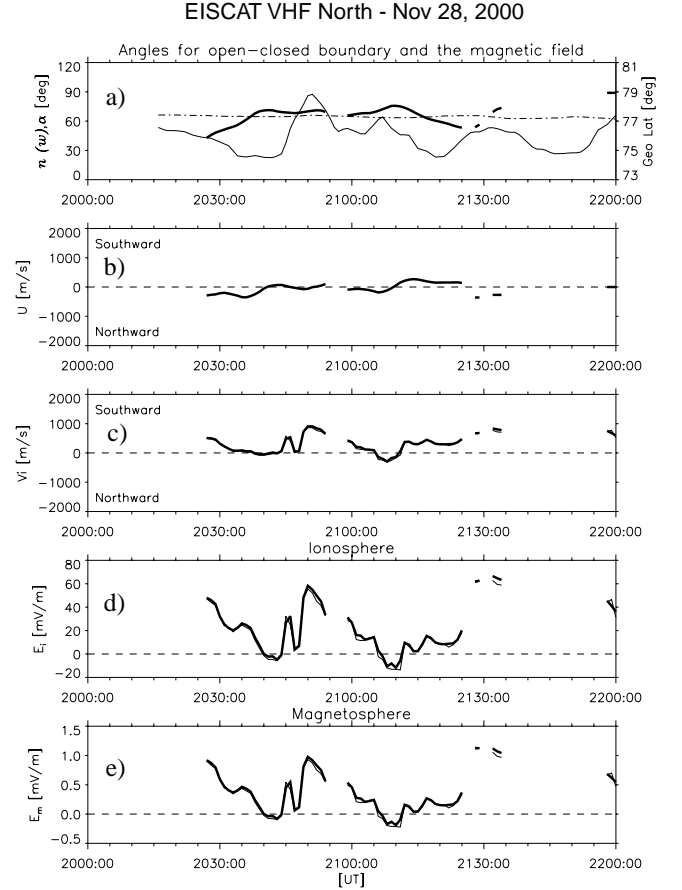 EISCAT VHF North - Nov 28, 2000
Angles for open-closed boundary and the magnetic field
a)
n (w), α [deg]
120
90
60
30
0
81
79
77
75
73
Geo Lat [deg]
2000:00 2030:00 2100:00 2130:00 2200:00
b)
Southward
Northward
U [m/s]
2000
1000
0
-1000
-2000
2000:00 2030:00 2100:00 2130:00 2200:00
c)
Southward
Northward
Vi [m/s]
2000
1000
0
-1000
-2000
2000:00 2030:00 2100:00 2130:00 2200:00
Ionosphere
d)
Ei [mV/m]
80
60
40
20
0
-20
2000:00 2030:00 2100:00 2130:00 2200:00
Magnetosphere
e)
Em [mV/m]
1.5
1.0
0.5
0.0
-0.5
2000:00 2030:00 2100:00 2130:00 2200:00
[UT]